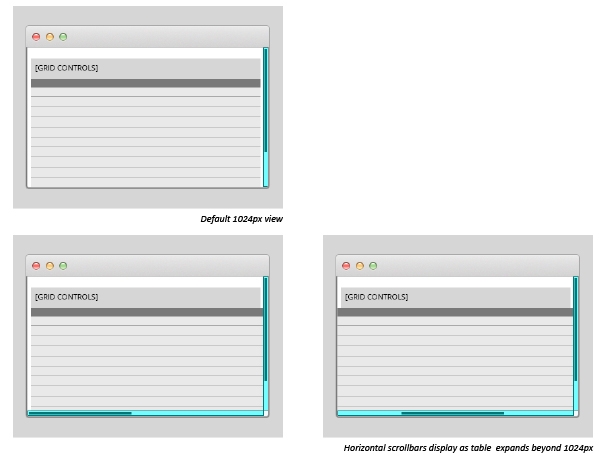 [GRID CONTROLS]
Default 1024px view
[GRID CONTROLS]
[GRID CONTROLS]
Horizontal scrollbars display as table expands beyond 1024px